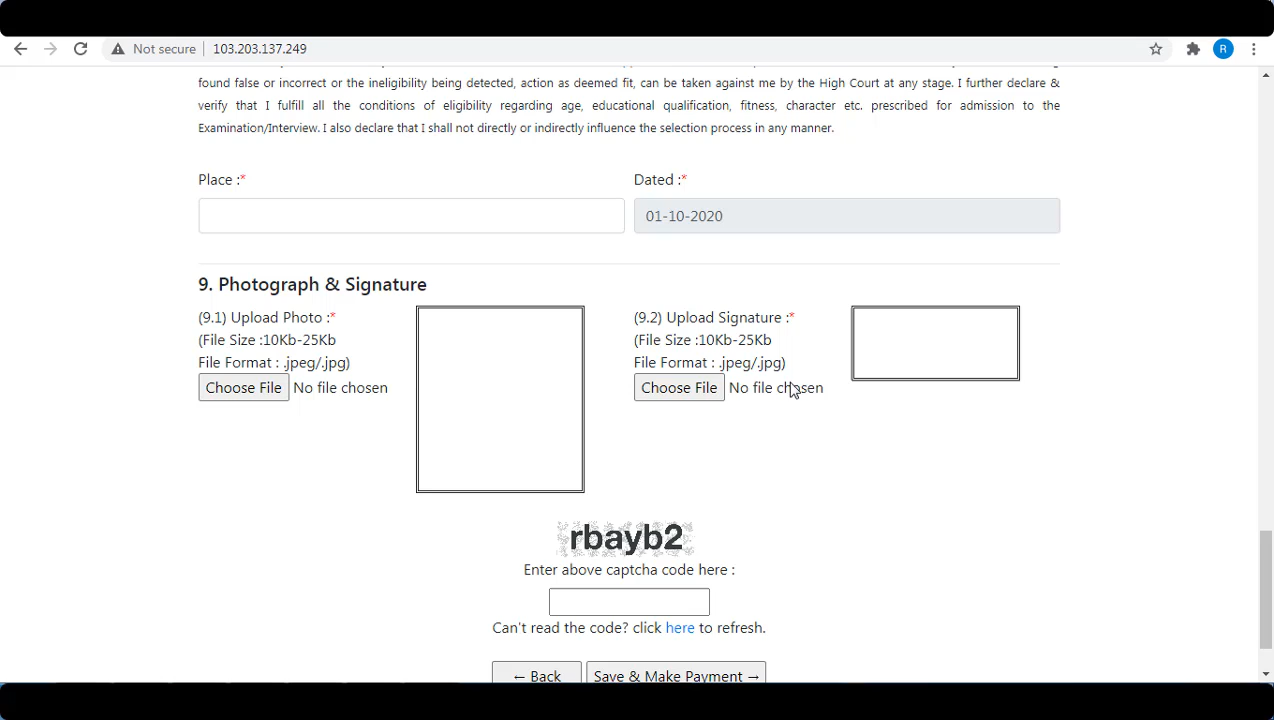 Not secure
103.203.137.249
R
found false or incorrect or the ineligibility being detected, action as deemed fit, can be taken against me by the High Court at any stage. I further declare &
verify that I fulfill all the conditions of eligibility regarding age, educational qualification, fitness, character etc. prescribed for admission to the
Examination/Interview. I also declare that I shall not directly or indirectly influence the selection process in any manner.
Place :*
Dated :*
01-10-2020
9. Photograph & Signature
(9.1) Upload Photo :*
(File Size :10Kb-25Kb
File Format : .jpeg/.jpg)
Choose File No file chosen
(9.2) Upload Signature :*
(File Size :10Kb-25Kb
File Format : .jpeg/.jpg)
Choose File No file chosen
rbayb2
Enter above captcha code here :
Can't read the code? click here to refresh.
← Back
Save & Make Payment →